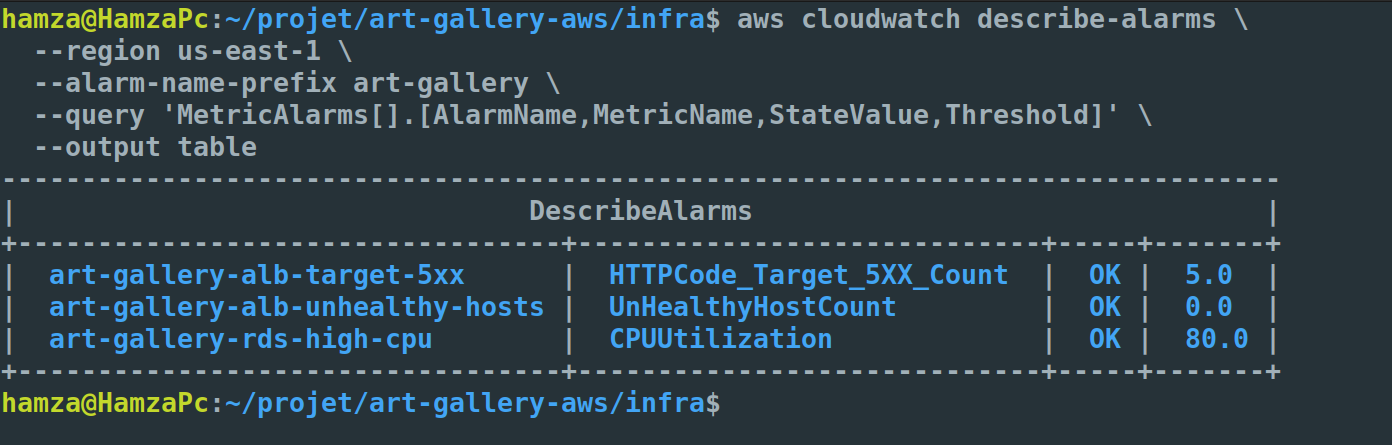 hamza@HamzaPc:~/projet/art-gallery-aws/infra$ aws cloudwatch describe-alarms \
  --region us-east-1 \
  --alarm-name-prefix art-gallery \
  --query 'MetricAlarms[].[AlarmName,MetricName,StateValue,Threshold]' \
  --output table
--------------------------------------------------------------------------------
|                                DescribeAlarms                                |
+----------------------------------+-----------------------------+-----+-------+
|  art-gallery-alb-target-5xx      |  HTTPCode_Target_5XX_Count  |  OK |  5.0  |
|  art-gallery-alb-unhealthy-hosts |  UnHealthyHostCount         |  OK |  0.0  |
|  art-gallery-rds-high-cpu        |  CPUUtilization             |  OK |  80.0 |
+----------------------------------+-----------------------------+-----+-------+
hamza@HamzaPc:~/projet/art-gallery-aws/infra$